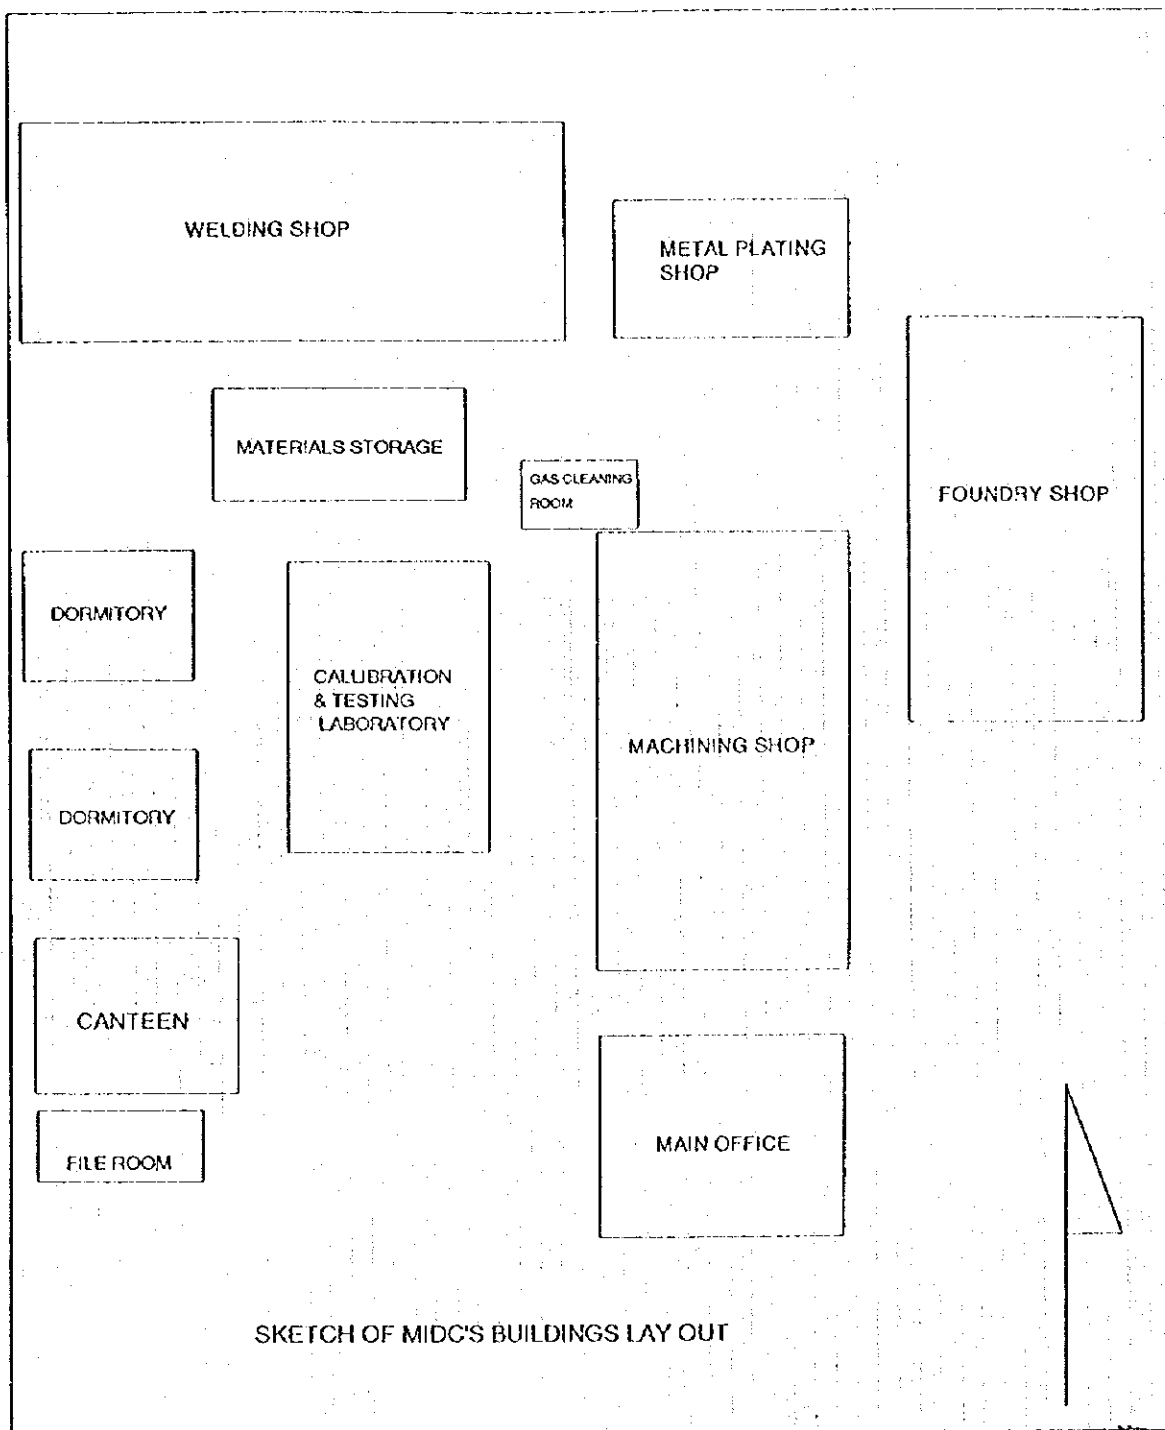 WELDING SHOP
METAL PLATING
SHOP
MATERIALS STORAGE
GAS CLEANING
ROOM
FOUNDRY SHOP
DORMITORY
CALLIBRATION
& TESTING
LABORATORY
MACHINING SHOP
DORMITORY
CANTEEN
MAIN OFFICE
FILE ROOM
SKETCH OF MIDC'S BUILDINGS LAY OUT